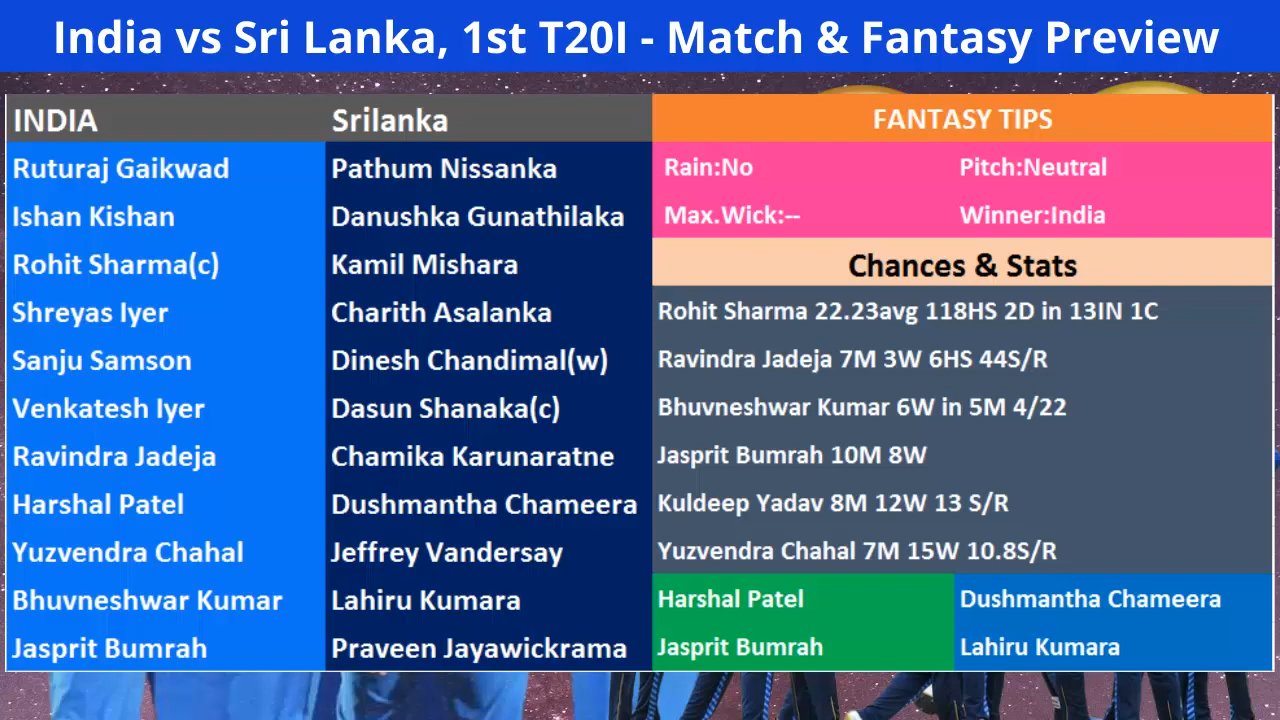 India vs Sri Lanka, 1st T20I - Match & Fantasy Preview
INDIA Srilanka FANTASY TIPS
Ruturaj Gaikwad Pathum Nissanka Rain:No Pitch:Neutral
Ishan Kishan Danushka Gunathilaka Max.Wick:-- Winner:India
Rohit Sharma(c) Kamil Mishara Chances & Stats
Shreyas Iyer Charith Asalanka Rohit Sharma 22.23avg 118HS 2D in 13IN 1C
Sanju Samson Dinesh Chandimal(w) Ravindra Jadeja 7M 3W 6HS 44S/R
Venkatesh Iyer Dasun Shanaka(c) Bhuvneshwar Kumar 6W in 5M 4/22
Ravindra Jadeja Chamika Karunaratne Jasprit Bumrah 10M 8W
Harshal Patel Dushmantha Chameera Kuldeep Yadav 8M 12W 13 S/R
Yuzvendra Chahal Jeffrey Vandersay Yuzvendra Chahal 7M 15W 10.8S/R
Bhuvneshwar Kumar Lahiru Kumara Harshal Patel Dushmantha Chameera
Jasprit Bumrah Praveen Jayawickrama Jasprit Bumrah Lahiru Kumara